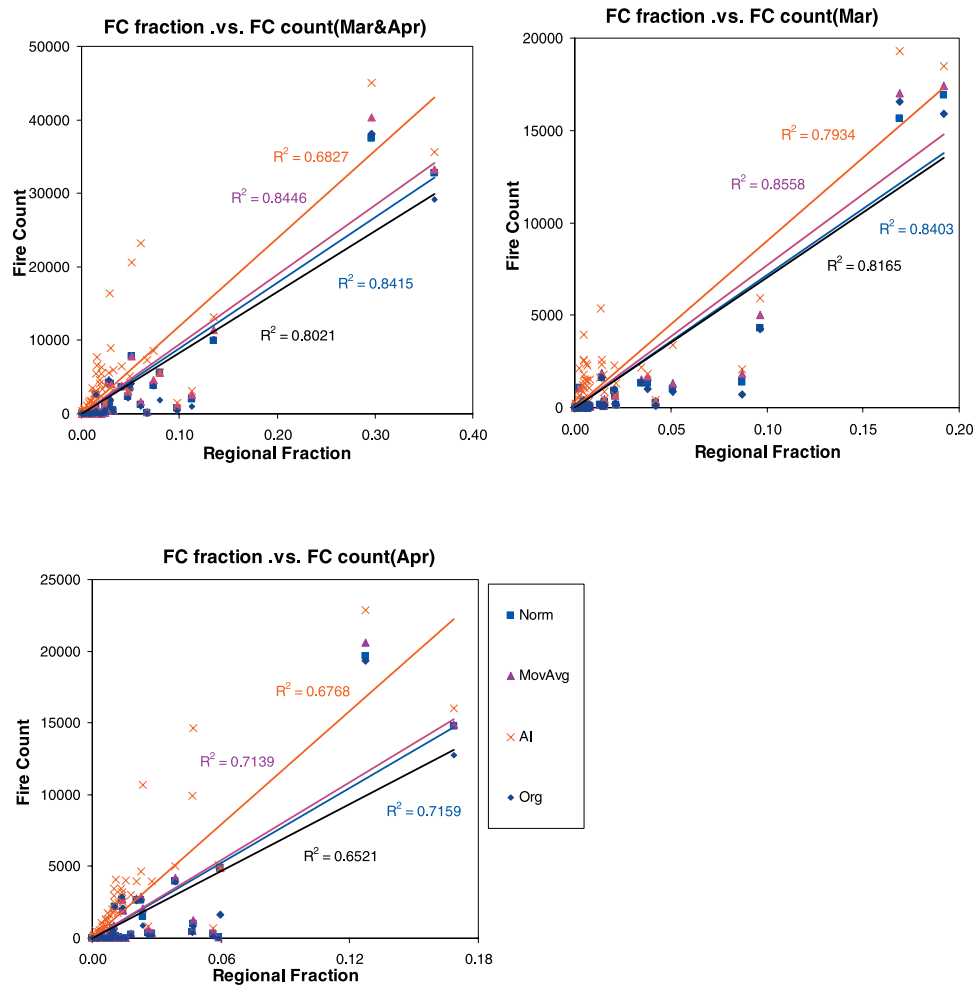 FC fraction .vs. FC count(Mar&Apr)
50000
40000
30000
20000
10000
0
Fire Count
R² = 0.6827
R² = 0.8446
R² = 0.8415
R² = 0.8021
0.00 0.10 0.20 0.30 0.40
Regional Fraction
FC fraction .vs. FC count(Mar)
20000
15000
10000
5000
0
Fire Count
R² = 0.7934
R² = 0.8558
R² = 0.8403
R² = 0.8165
0.00 0.05 0.10 0.15 0.20
Regional Fraction
FC fraction .vs. FC count(Apr)
25000
20000
15000
10000
5000
0
Fire Count
R² = 0.6768
R² = 0.7139
R² = 0.7159
R² = 0.6521
0.00 0.06 0.12 0.18
Regional Fraction
Norm
MovAvg
AI
Org